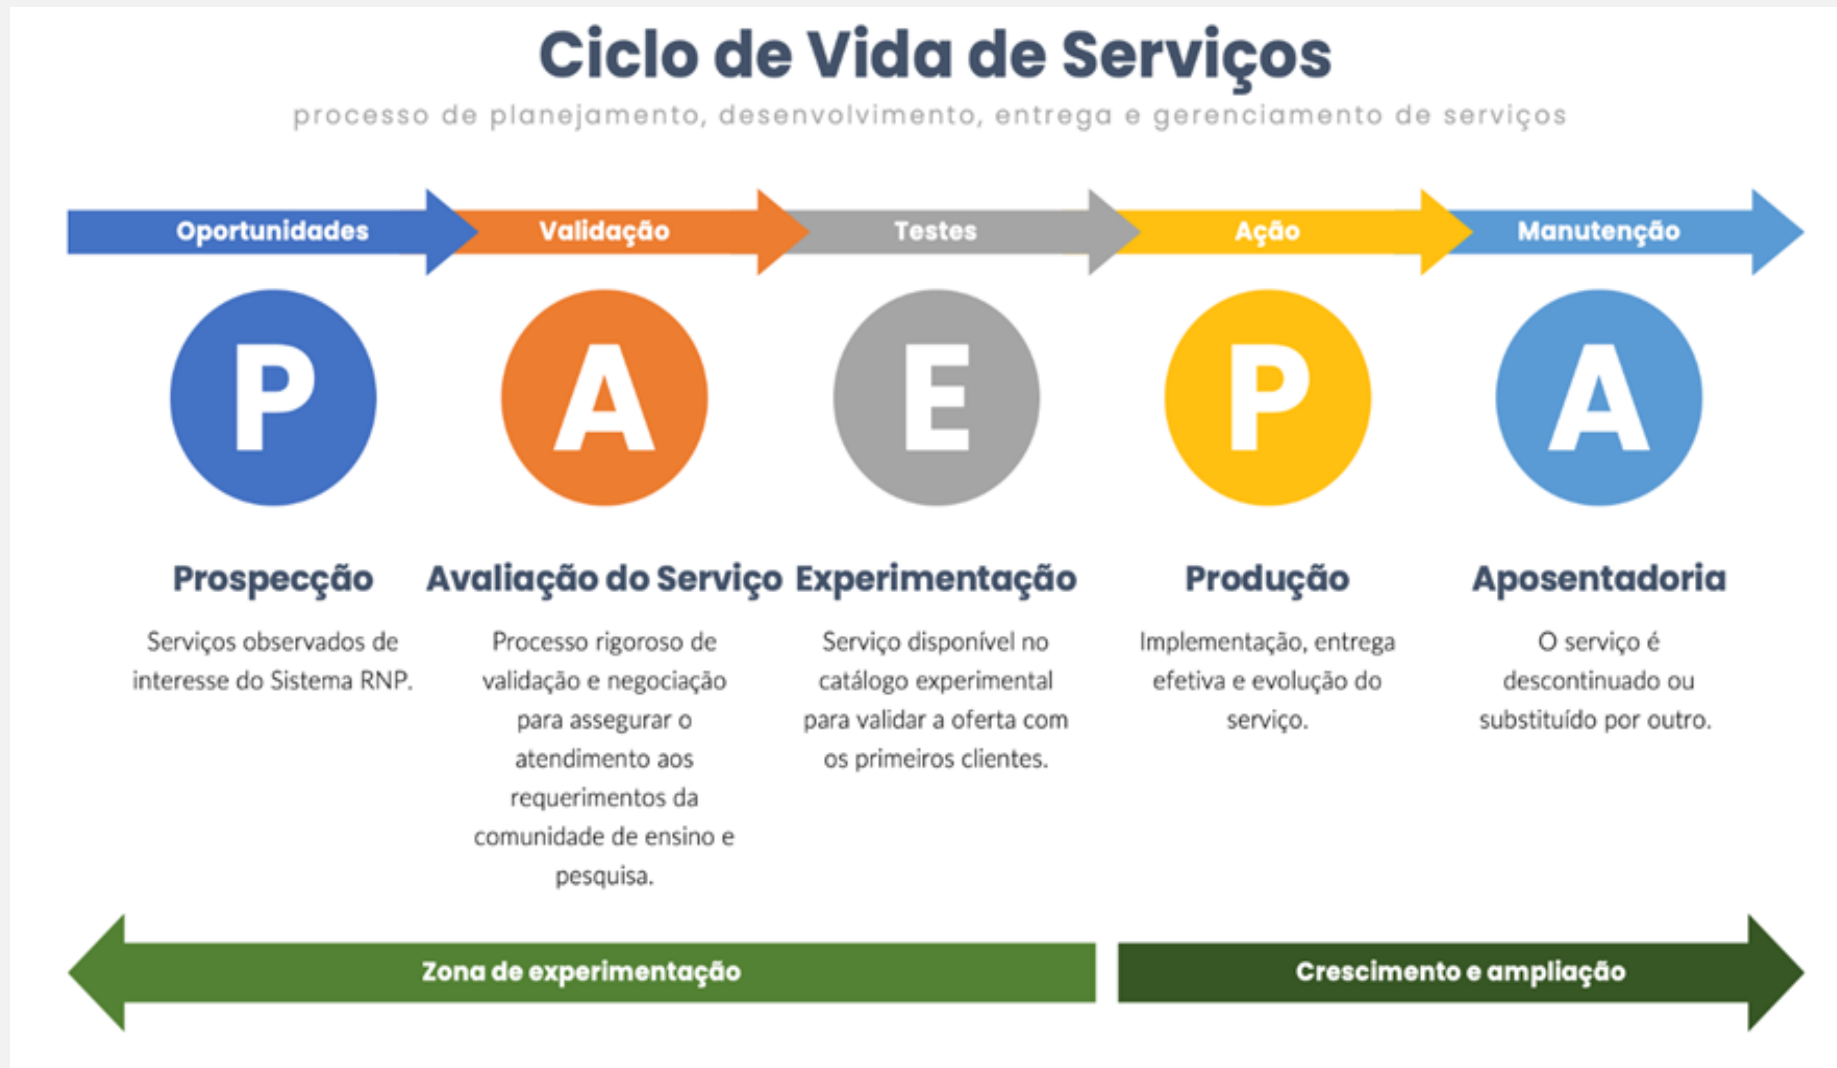 Ciclo de Vida de Serviços
processo de planejamento, desenvolvimento, entrega e gerenciamento de serviços
Oportunidades
Validação
Testes
Ação
Manutenção
P
A
E
P
A
Prospecção
Serviços observados de
interesse do Sistema RNP.
Avaliação do Serviço
Processo rigoroso de
validação e negociação
para assegurar o
atendimento aos
requerimentos da
comunidade de ensino e
pesquisa.
Experimentação
Serviço disponível no
catálogo experimental
para validar a oferta com
os primeiros clientes.
Produção
Implementação, entrega
efetiva e evolução do
serviço.
Aposentadoria
O serviço é
descontinuado ou
substituído por outro.
Zona de experimentação
Crescimento e ampliação